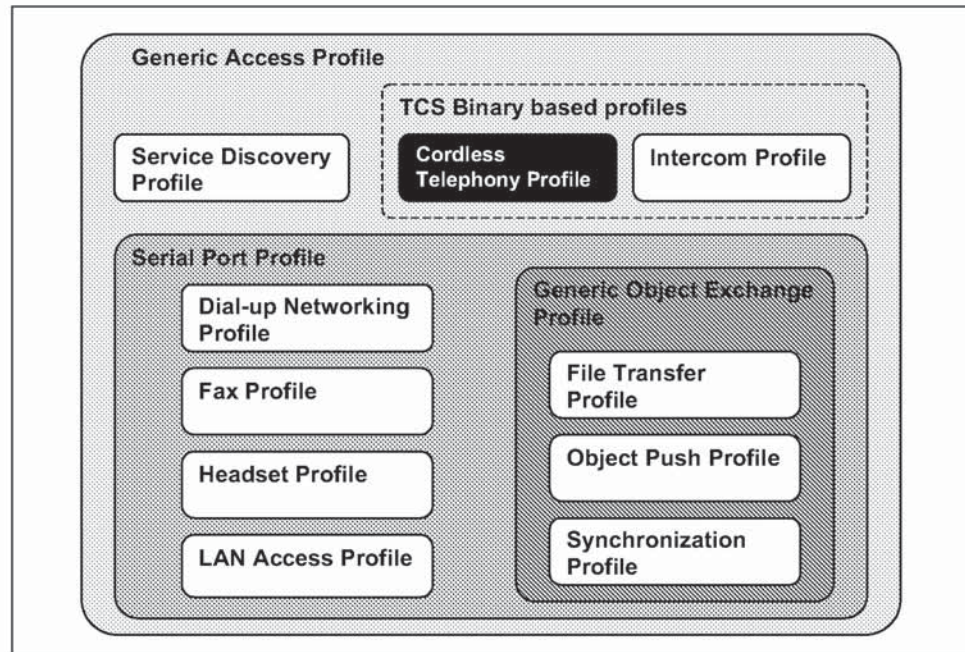 Generic Access Profile
TCS Binary based profiles
Service Discovery
Profile
Cordless
Telephony Profile
Intercom Profile
Serial Port Profile
Dial-up Networking
Profile
Fax Profile
Headset Profile
LAN Access Profile
Generic Object Exchange
Profile
File Transfer
Profile
Object Push Profile
Synchronization
Profile